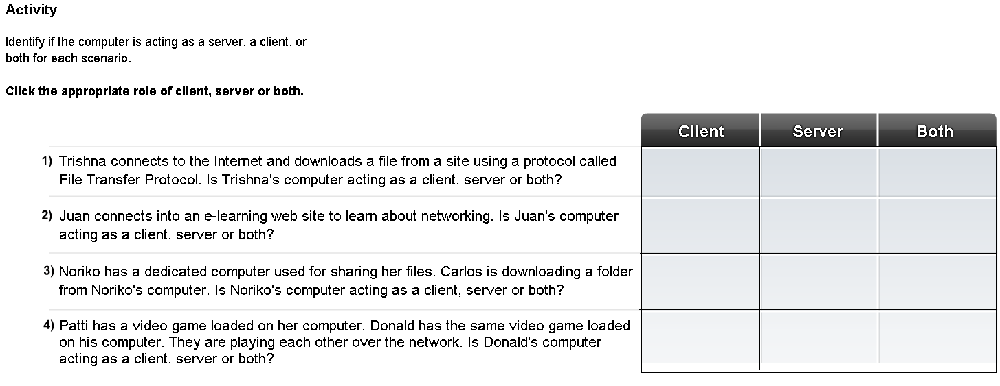 Activity
Identify if the computer is acting as a server, a client, or
both for each scenario.
Click the appropriate role of client, server or both.
Client Server Both
1) Trishna connects to the Internet and downloads a file from a site using a protocol called
File Transfer Protocol. Is Trishna's computer acting as a client, server or both?
2) Juan connects into an e-learning web site to learn about networking. Is Juan's computer
acting as a client, server or both?
3) Noriko has a dedicated computer used for sharing her files. Carlos is downloading a folder
from Noriko's computer. Is Noriko's computer acting as a client, server or both?
4) Patti has a video game loaded on her computer. Donald has the same video game loaded
on his computer. They are playing each other over the network. Is Donald's computer
acting as a client, server or both?